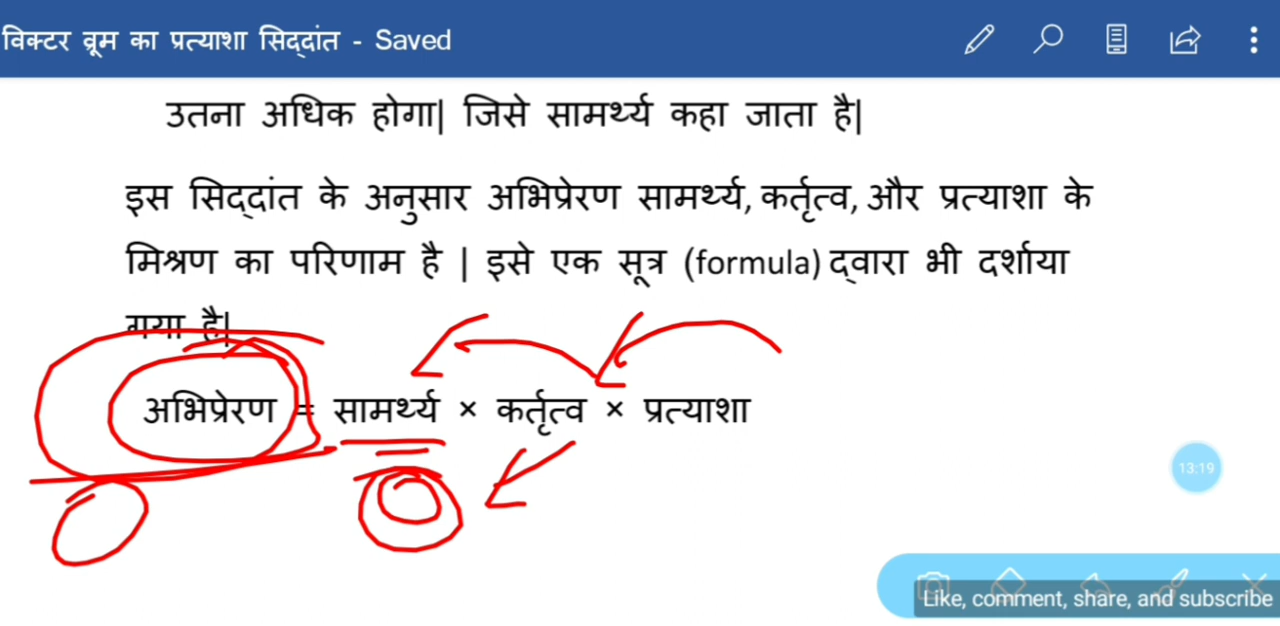 विक्टर व्रूम का प्रत्याशा सिद्दांत - Saved
उतना अधिक होगा| जिसे सामर्थ्य कहा जाता है|
इस सिद्दांत के अनुसार अभिप्रेरण सामर्थ्य, कर्तृत्व, और प्रत्याशा के
मिश्रण का परिणाम है | इसे एक सूत्र (formula) द्वारा भी दर्शाया
गया है|
अभिप्रेरण = सामर्थ्य × कर्तृत्व × प्रत्याशा
13:19
Like, comment, share, and subscribe